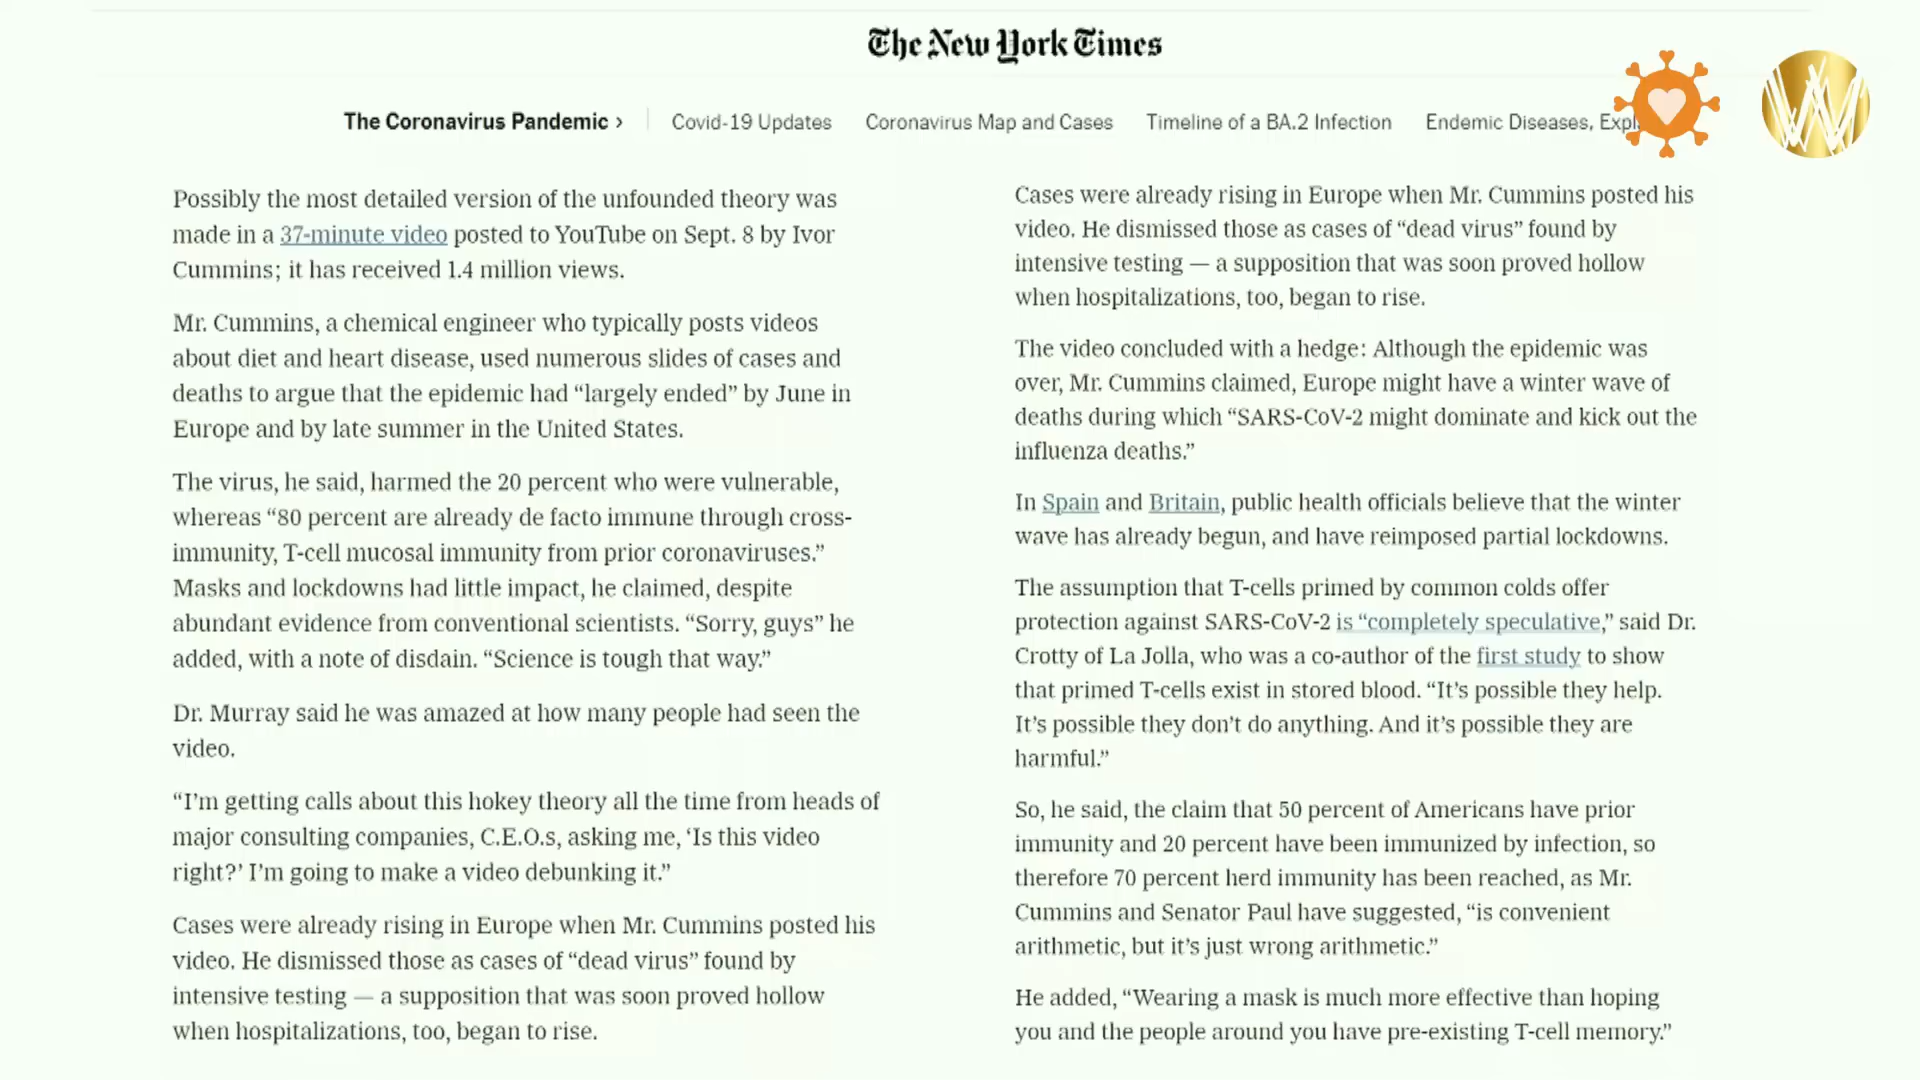 The New York Times
The Coronavirus Pandemic ›
Covid-19 Updates
Coronavirus Map and Cases
Timeline of a BA.2 Infection
Endemic Diseases, Expl
Possibly the most detailed version of the unfounded theory was
made in a 37-minute video posted to YouTube on Sept. 8 by Ivor
Cummins; it has received 1.4 million views.
Mr. Cummins, a chemical engineer who typically posts videos
about diet and heart disease, used numerous slides of cases and
deaths to argue that the epidemic had “largely ended” by June in
Europe and by late summer in the United States.
The virus, he said, harmed the 20 percent who were vulnerable,
whereas “80 percent are already de facto immune through cross-
immunity, T-cell mucosal immunity from prior coronaviruses.”
Masks and lockdowns had little impact, he claimed, despite
abundant evidence from conventional scientists. “Sorry, guys” he
added, with a note of disdain. “Science is tough that way.”
Dr. Murray said he was amazed at how many people had seen the
video.
“I’m getting calls about this hokey theory all the time from heads of
major consulting companies, C.E.O.s, asking me, ‘Is this video
right?’ I’m going to make a video debunking it.”
Cases were already rising in Europe when Mr. Cummins posted his
video. He dismissed those as cases of “dead virus” found by
intensive testing — a supposition that was soon proved hollow
when hospitalizations, too, began to rise.
Cases were already rising in Europe when Mr. Cummins posted his
video. He dismissed those as cases of “dead virus” found by
intensive testing — a supposition that was soon proved hollow
when hospitalizations, too, began to rise.
The video concluded with a hedge: Although the epidemic was
over, Mr. Cummins claimed, Europe might have a winter wave of
deaths during which “SARS-CoV-2 might dominate and kick out the
influenza deaths.”
In Spain and Britain, public health officials believe that the winter
wave has already begun, and have reimposed partial lockdowns.
The assumption that T-cells primed by common colds offer
protection against SARS-CoV-2 is “completely speculative,” said Dr.
Crotty of La Jolla, who was a co-author of the first study to show
that primed T-cells exist in stored blood. “It’s possible they help.
It’s possible they don’t do anything. And it’s possible they are
harmful.”
So, he said, the claim that 50 percent of Americans have prior
immunity and 20 percent have been immunized by infection, so
therefore 70 percent herd immunity has been reached, as Mr.
Cummins and Senator Paul have suggested, “is convenient
arithmetic, but it’s just wrong arithmetic.”
He added, “Wearing a mask is much more effective than hoping
you and the people around you have pre-existing T-cell memory.”